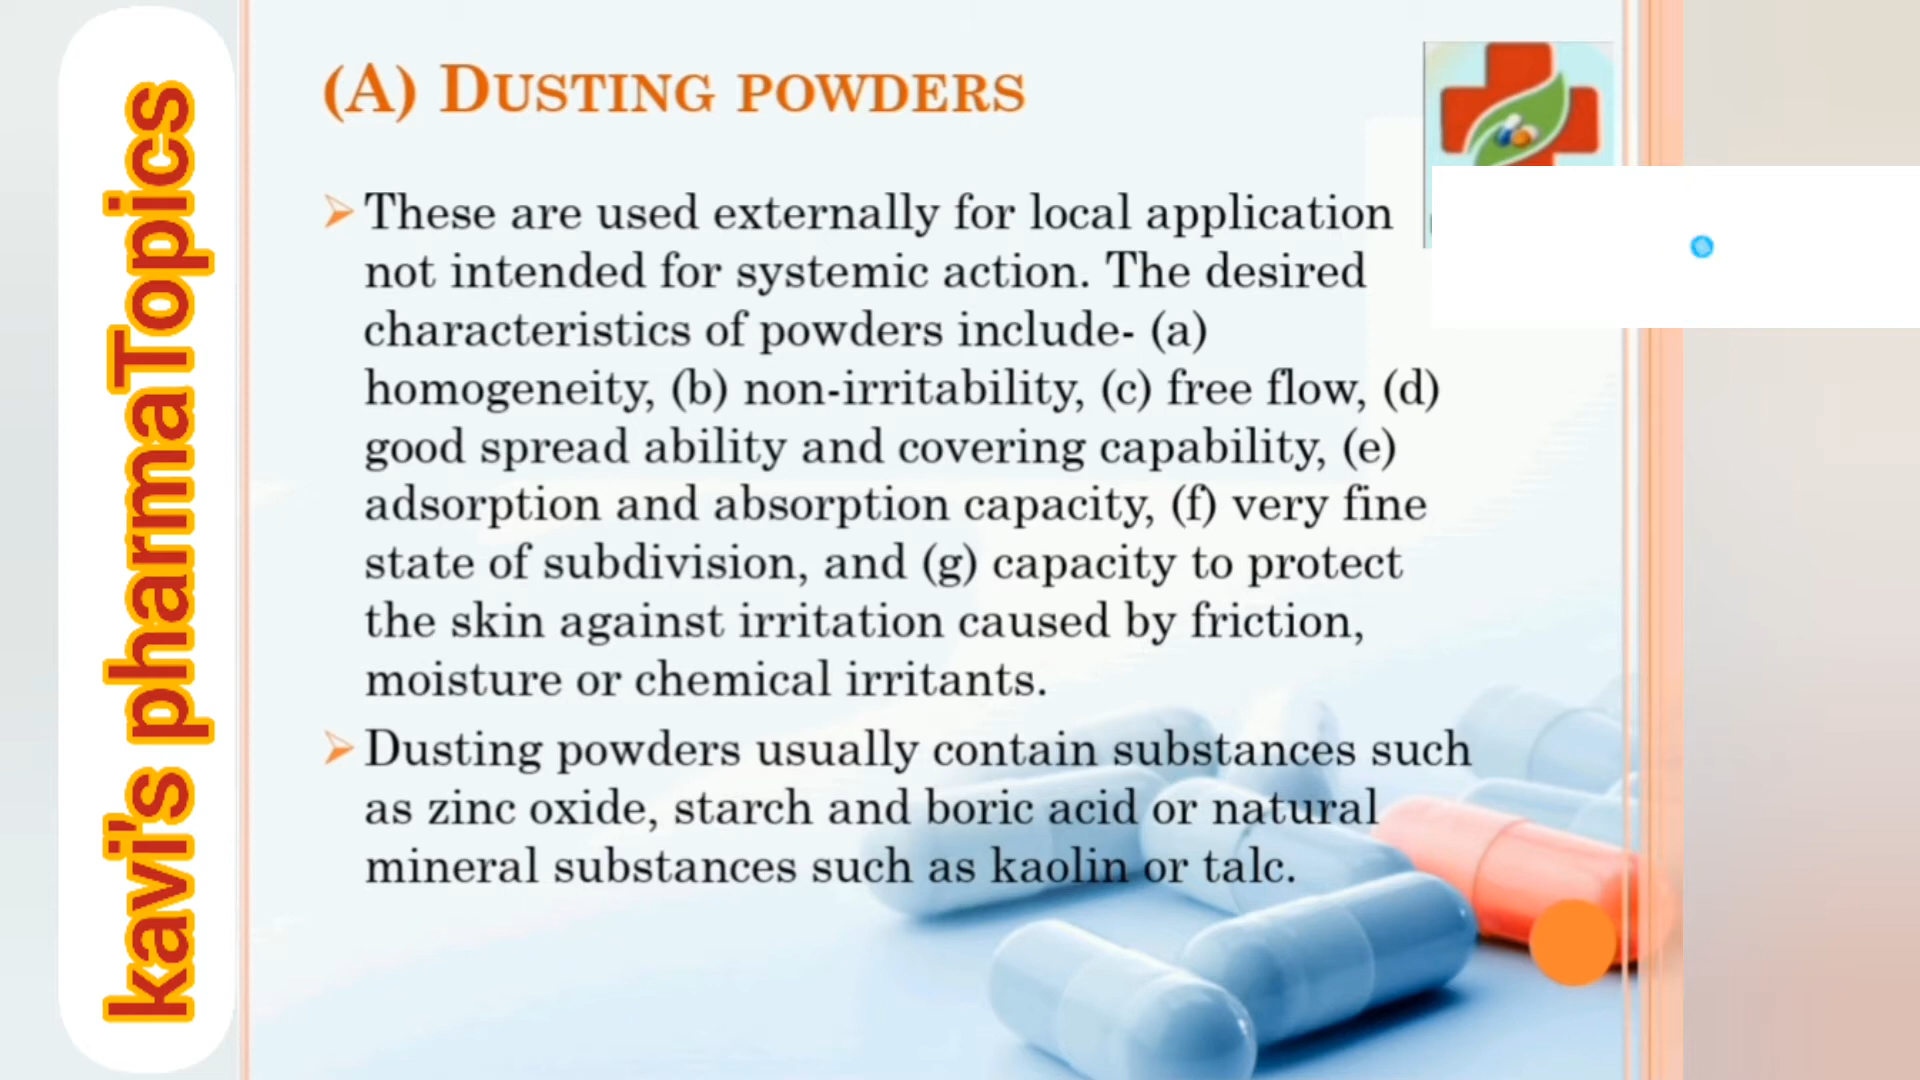 kavi's pharmaTopics
(A) DUSTING POWDERS
These are used externally for local application
not intended for systemic action. The desired
characteristics of powders include- (a)
homogeneity, (b) non-irritability, (c) free flow, (d)
good spread ability and covering capability, (e)
adsorption and absorption capacity, (f) very fine
state of subdivision, and (g) capacity to protect
the skin against irritation caused by friction,
moisture or chemical irritants.
Dusting powders usually contain substances such
as zinc oxide, starch and boric acid or natural
mineral substances such as kaolin or talc.